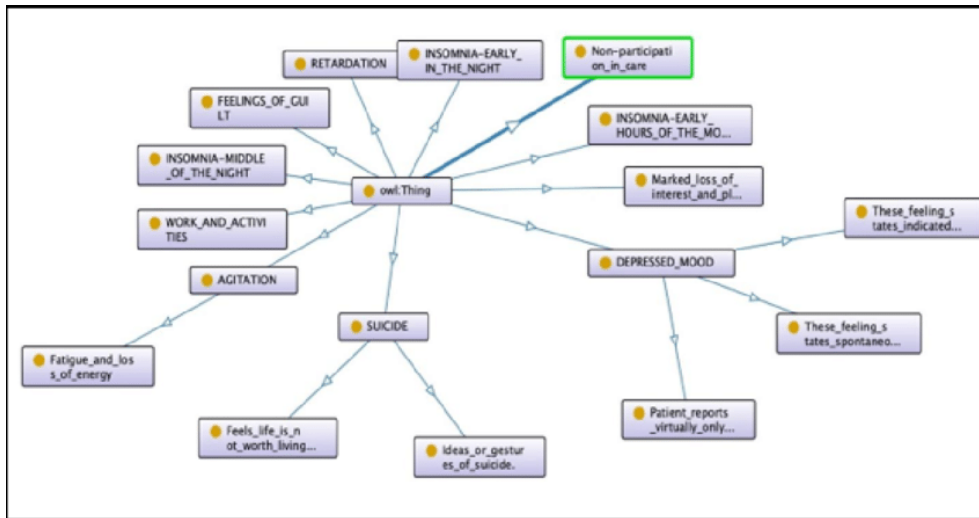 RETARDATION
INSOMNIA-EARLY_
IN_THE_NIGHT
Non-participati
on_in_care
FEELINGS_OF_GUI
LT
INSOMNIA-EARLY_
HOURS_OF_THE_MO...
INSOMNIA-MIDDLE
_OF_THE_NIGHT
owl:Thing
Marked_loss_of_
interest_and_pl...
WORK_AND_ACTIVI
TIES
These_feeling_s
tates_indicated...
AGITATION
DEPRESSED_MOOD
SUICIDE
These_feeling_s
tates_spontaneo...
Fatigue_and_los
s_of_energy
Feels_life_is_n
ot_worth_living...
Patient_reports
_virtually_only...
Ideas_or_gestur
es_of_suicide.